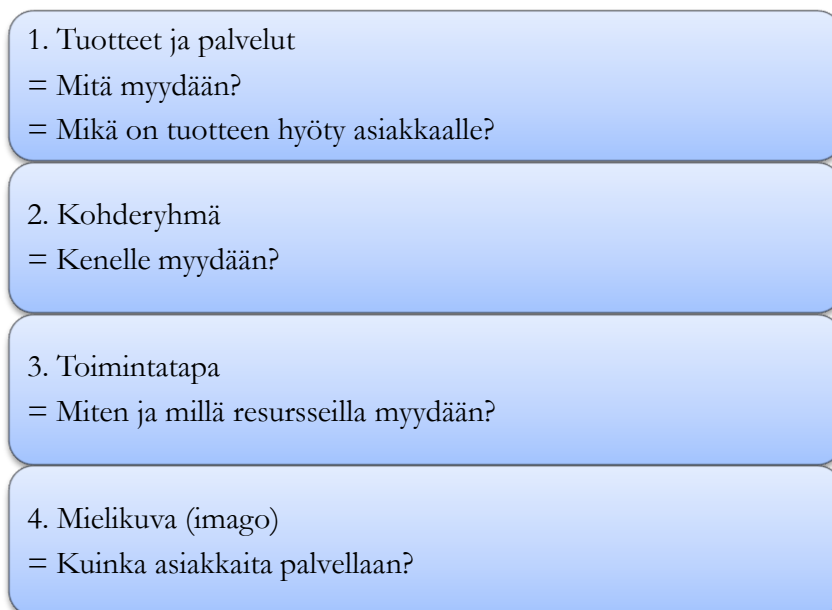 1. Tuotteet ja palvelut
= Mitä myydään?
= Mikä on tuotteen hyöty asiakkaalle?
2. Kohderyhmä
= Kenelle myydään?
3. Toimintatapa
= Miten ja millä resursseilla myydään?
4. Mielikuva (imago)
= Kuinka asiakkaita palvellaan?